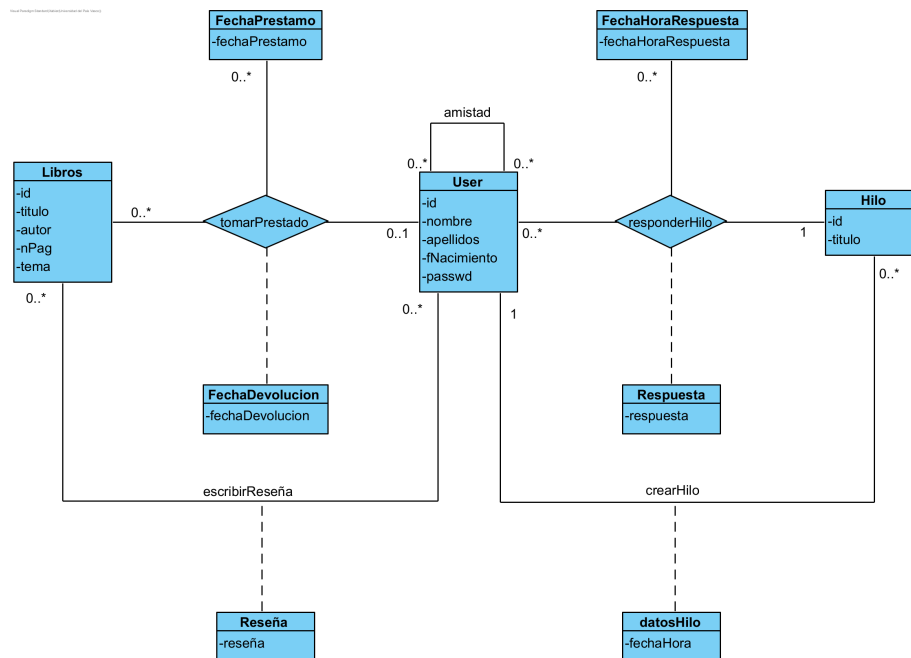 FechaPrestamo
-fechaPrestamo
0..*
FechaHoraRespuesta
-fechaHoraRespuesta
0..*
amistad
0..*
0..*
Libros
-id
-titulo
-autor
-nPag
-tema
0..*
0..*
tomarPrestado
0..1
User
-id
-nombre
-apellidos
-fNacimiento
-passwd
0..*
0..*
1
responderHilo
1
Hilo
-id
-titulo
0..*
FechaDevolucion
-fechaDevolucion
Respuesta
-respuesta
escribirReseña
crearHilo
Reseña
-reseña
datosHilo
-fechaHora